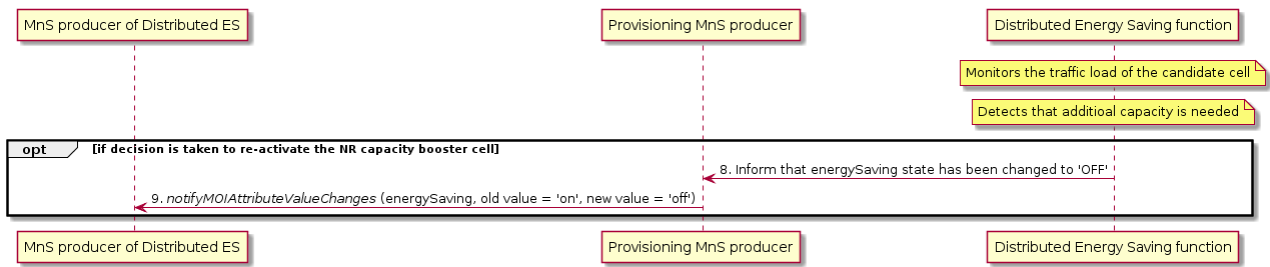 MnS producer of Distributed ES
Provisioning MnS producer
Distributed Energy Saving function
Monitors the traffic load of the candidate cell
Detects that additioal capacity is needed
opt
[if decision is taken to re-activate the NR capacity booster cell]
8. Inform that energySaving state has been changed to 'OFF'
9. notifyMOIAttributeValueChanges (energySaving, old value = 'on', new value = 'off')
MnS producer of Distributed ES
Provisioning MnS producer
Distributed Energy Saving function